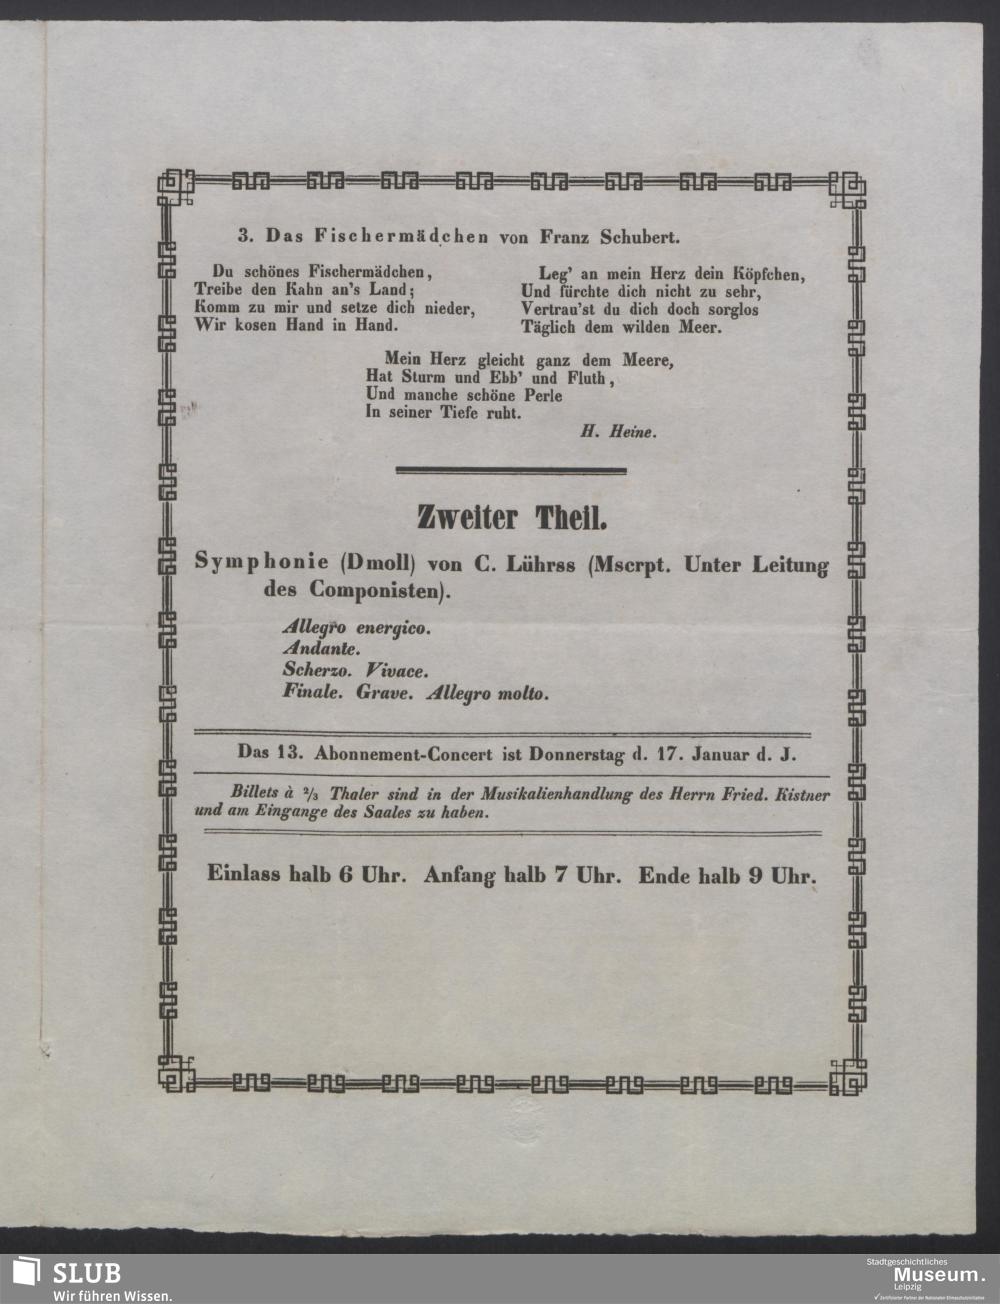 3. Das Fischermädchen von Franz Schubert.
Du schönes Fischermädchen,
Treibe den Kahn an's Land;
Komm zu mir und setze dich nieder,
Wir kosen Hand in Hand.
Leg' an mein Herz dein Köpfchen,
Und fürchte dich nicht zu sehr,
Vertrau'st du dich doch sorglos
Täglich dem wilden Meer.
Mein Herz gleicht ganz dem Meere,
Hat Sturm und Ebb' und Fluth,
Und manche schöne Perle
In seiner Tiefe ruht.
H. Heine.
Zweiter Theil.
Symphonie (Dmoll) von C. Lührss (Mscrpt. Unter Leitung
des Componisten).
Allegro energico.
Andante.
Scherzo. Vivace.
Finale. Grave. Allegro molto.
Das 13. Abonnement-Concert ist Donnerstag d. 17. Januar d. J.
Billets à 2/3 Thaler sind in der Musikalienhandlung des Herrn Fried. Kistner
und am Eingange des Saales zu haben.
Einlass halb 6 Uhr. Anfang halb 7 Uhr. Ende halb 9 Uhr.
SLUB
Wir führen Wissen.
Stadtgeschichtliches
Museum.
Leipzig
Zertifizierter Partner der Nationalen Klimaschutzinitiative